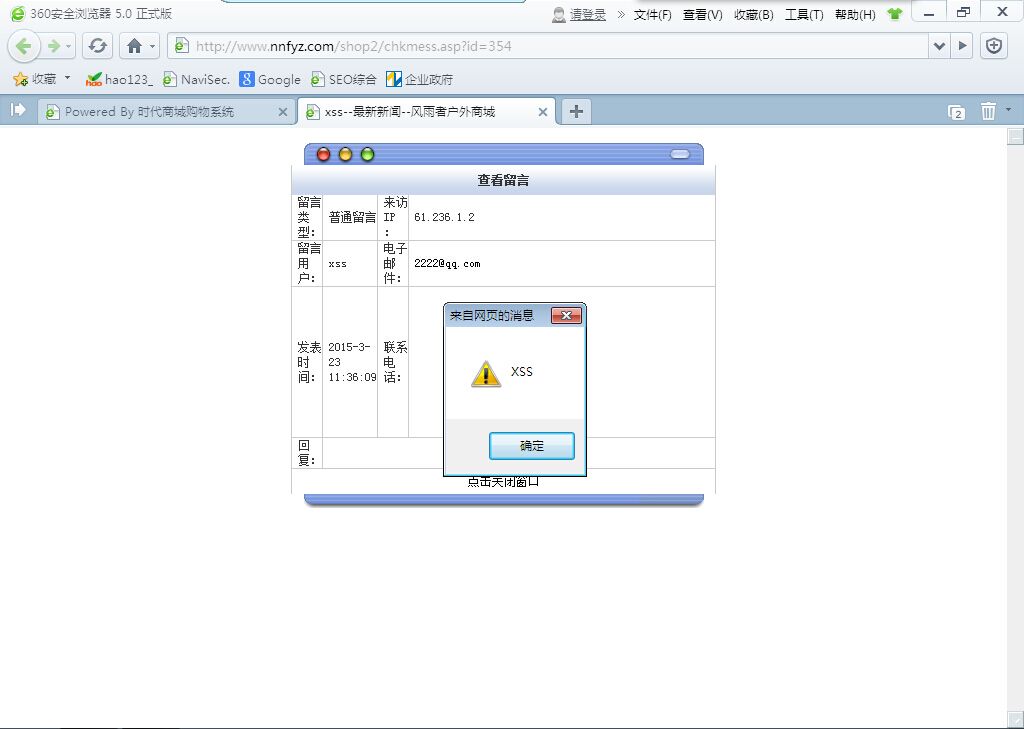 360安全浏览器 5.0 正式版
请登录 » 文件(F) 查看(V) 收藏(B) 工具(T) 帮助(H)
http://www.nnfyz.com/shop2/chkmess.asp?id=354
收藏 hao123_ NaviSec. Google SEO综合 企业政府
Powered By 时代商城购物系统
xss--最新新闻--风雨者户外商城
2
查看留言
留言类型:
普通留言
来访IP:
61.236.1.2
留言用户:
xss
电子邮件:
2222@qq.com
发表时间:
2015-3-23 11:36:09
联系电话:
来自网页的消息
XSS
确定
回复:
点击关闭窗口